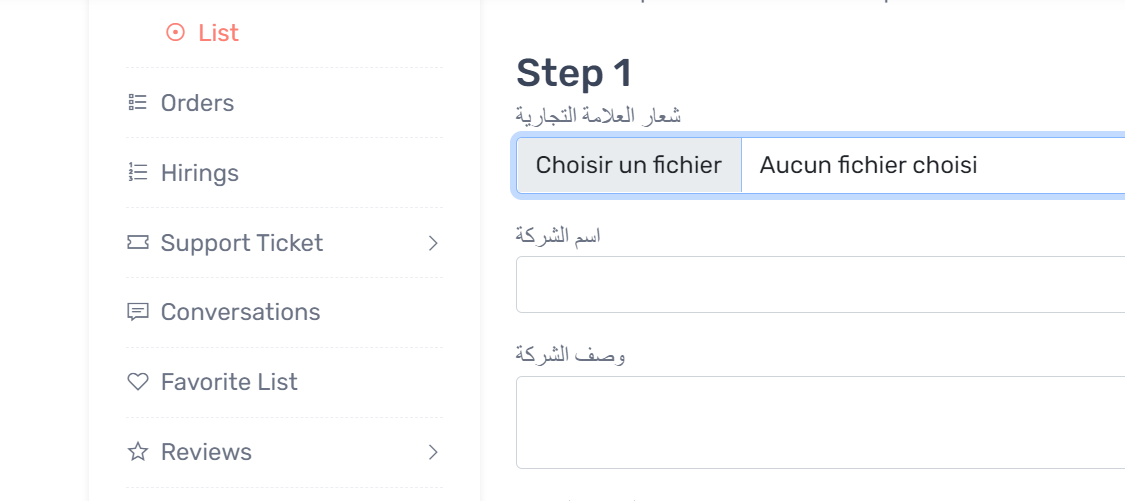 List
Orders
Hirings
Support Ticket
Conversations
Favorite List
Reviews
Step 1
شعار العلامة التجارية
Choisir un fichier Aucun fichier choisi
اسم الشركة
وصف الشركة